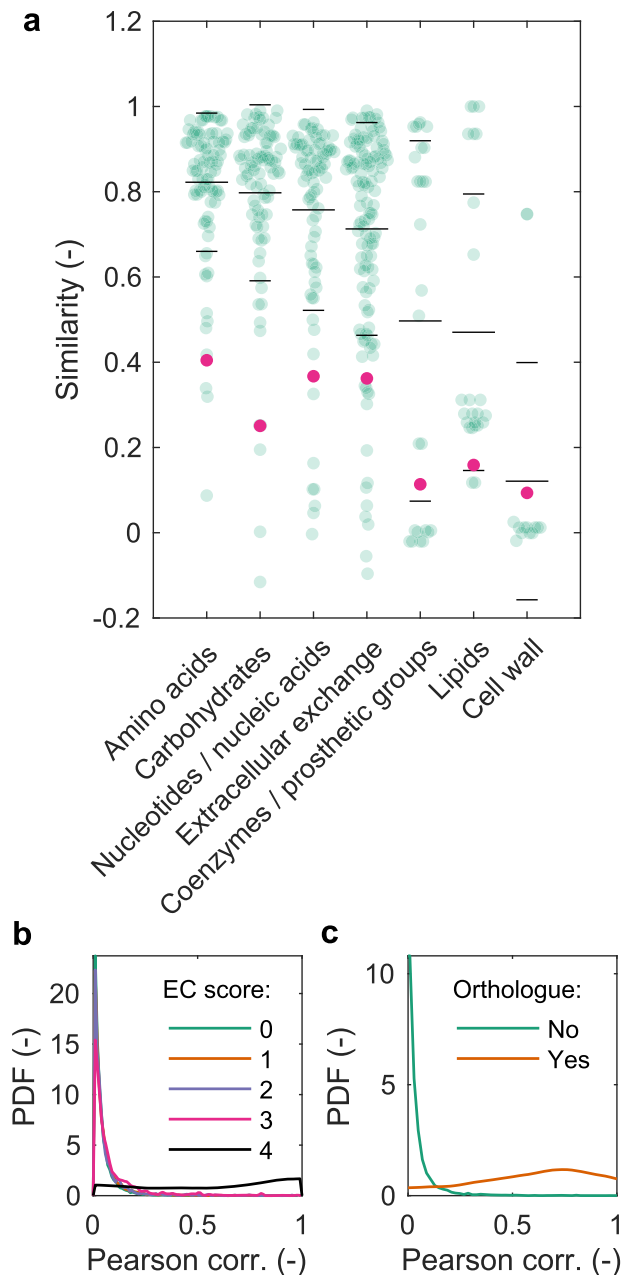 a
1.2
1
0.8
0.6
0.4
0.2
0
-0.2
Similarity (-)
Amino acids
Carbohydrates
Nucleotides / nucleic acids
Extracellular exchange
Coenzymes / prosthetic groups
Lipids
Cell wall
b
20
15
10
5
0
PDF (-)
EC score:
0
1
2
3
4
0 0.5 1
Pearson corr. (-)
c
10
5
0
PDF (-)
Orthologue:
No
Yes
0 0.5 1
Pearson corr. (-)